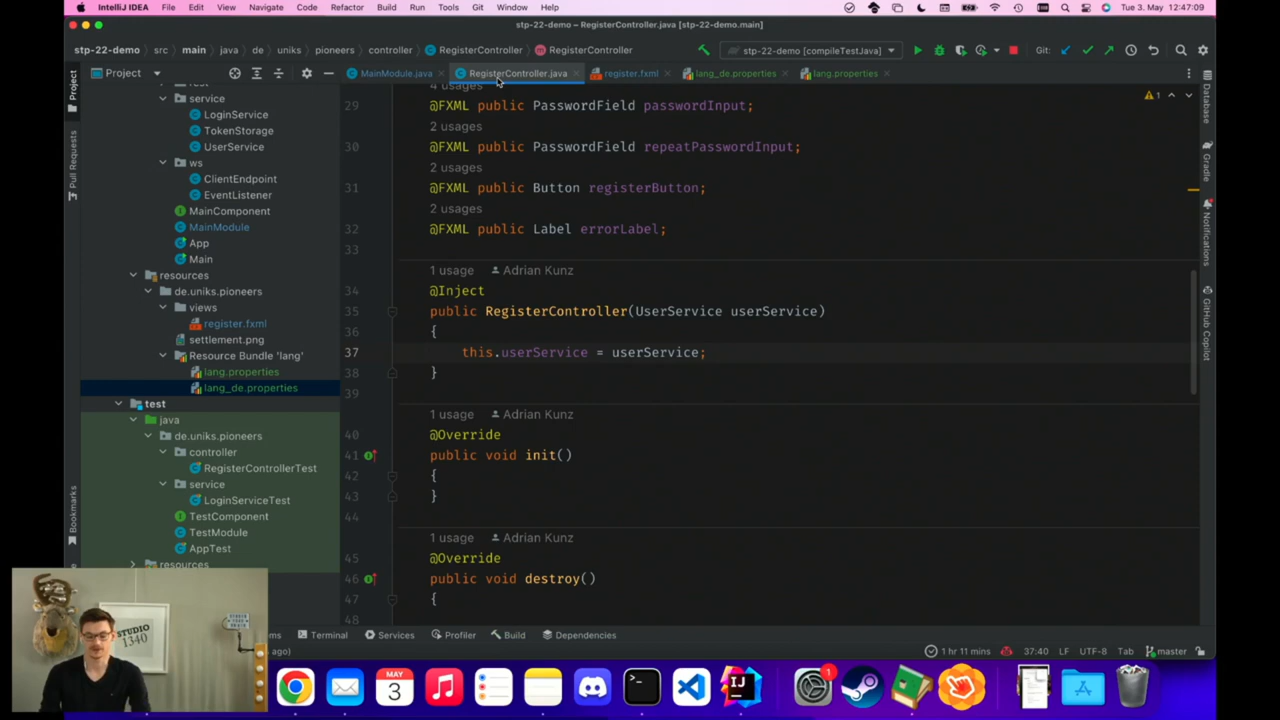 IntelliJ IDEA File Edit View Navigate Code Refactor Build Run Tools Git Window Help Tue 3. May 12:47:09
stp-22-demo – RegisterController.java [stp-22-demo.main]
stp-22-demo src main java de uniks pioneers controller RegisterController RegisterController stp-22-demo [compileTestJava] Git:
Project MainModule.java RegisterController.java register.fxml lang_de.properties lang.properties
service
LoginService
TokenStorage
UserService
ws
ClientEndpoint
EventListener
MainComponent
MainModule
App
Main
resources
de.uniks.pioneers
views
register.fxml
settlement.png
Resource Bundle 'lang'
lang.properties
lang_de.properties
test
java
de.uniks.pioneers
controller
RegisterControllerTest
service
LoginServiceTest
TestComponent
TestModule
AppTest
resources
Project
Pull Requests
Bookmarks
4 usages
29 @FXML public PasswordField passwordInput;
2 usages
30 @FXML public PasswordField repeatPasswordInput;
2 usages
31 @FXML public Button registerButton;
2 usages
32 @FXML public Label errorLabel;
33
1 usage Adrian Kunz
34 @Inject
35 public RegisterController(UserService userService)
36 {
37 this.userService = userService;
38 }
39
1 usage Adrian Kunz
40 @Override
41 public void init()
42 {
43 }
44
1 usage Adrian Kunz
45 @Override
46 public void destroy()
47 {
48
1
Database
Gradle
Notifications
GitHub Copilot
Terminal Services Profiler Build Dependencies
ago) 1 hr 11 mins 37:40 LF UTF-8 Tab master
STUDIO
1340
MAY
3
1